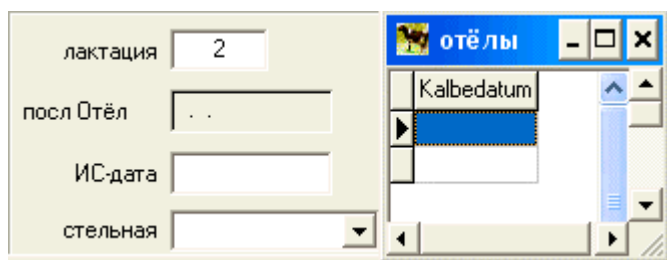 лактация 2
посл Отёл . .
ИС-дата
стельная
отёлы
Kalbedatum